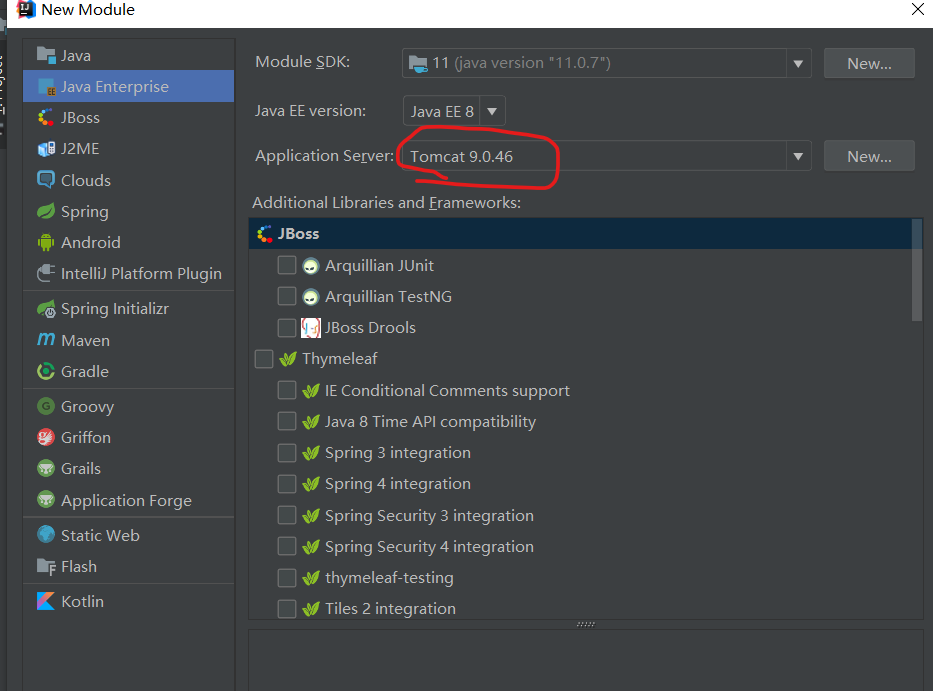 New Module
Java
Java Enterprise
JBoss
J2ME
Clouds
Spring
Android
IntelliJ Platform Plugin
Spring Initializr
Maven
Gradle
Groovy
Griffon
Grails
Application Forge
Static Web
Flash
Kotlin
Module SDK: 11 (java version "11.0.7") New...
Java EE version: Java EE 8
Application Server: Tomcat 9.0.46 New...
Additional Libraries and Frameworks:
JBoss
Arquillian JUnit
Arquillian TestNG
JBoss Drools
Thymeleaf
IE Conditional Comments support
Java 8 Time API compatibility
Spring 3 integration
Spring 4 integration
Spring Security 3 integration
Spring Security 4 integration
thymeleaf-testing
Tiles 2 integration